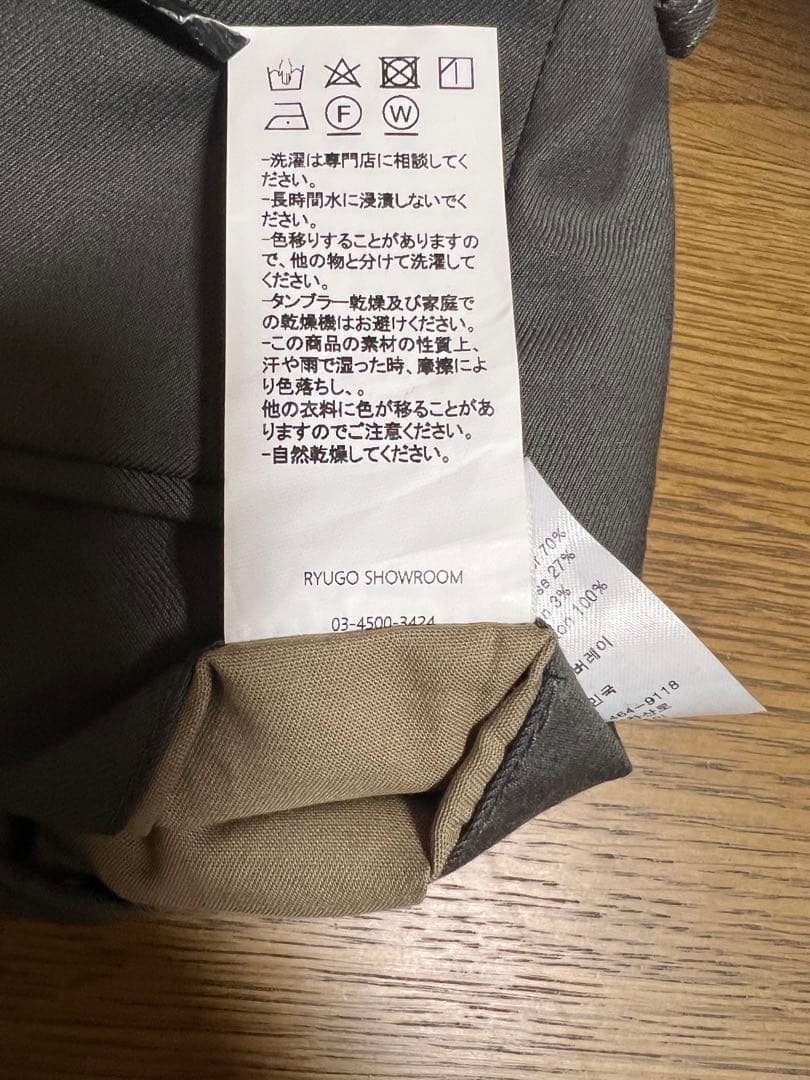 F
W
-洗濯は専門店に相談してく
ださい。
-長時間水に浸漬しないでく
ださい。
-色移りすることがありますの
で、他の物と分けて洗濯して
ください。
-タンブラー乾燥及び家庭で
の乾燥機はお避けください。
-この商品の素材の性質上、
汗や雨で湿った時、摩擦によ
り色落ちし、。
他の衣料に色が移ることがあ
りますのでご注意ください。
-自然乾燥してください。
RYUGO SHOWROOM
03-4500-3424
70%
27%
3%
100%
버레이
민국
464-9118